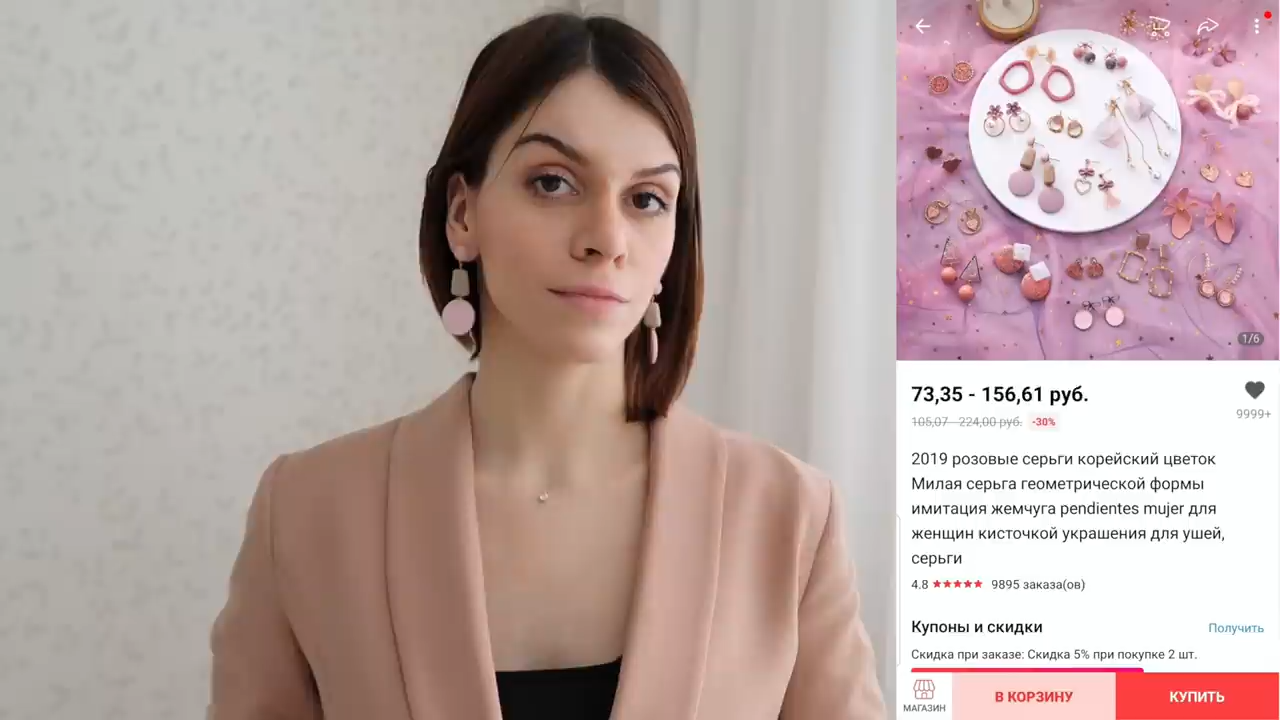 1/6
73,35 - 156,61 руб.
105,07 - 224,00 руб. -30%
9999+
2019 розовые серьги корейский цветок
Милая серьга геометрической формы
имитация жемчуга pendientes mujer для
женщин кисточкой украшения для ушей,
серьги
4.8 ★★★★★ 9895 заказа(ов)
Купоны и скидки
Получить
Скидка при заказе: Скидка 5% при покупке 2 шт.
МАГАЗИН
В КОРЗИНУ
КУПИТЬ